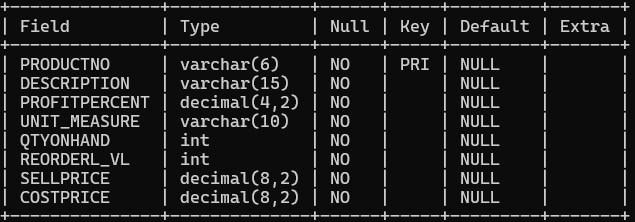 +---------------+--------------+------+-----+---------+-------+
| Field         | Type         | Null | Key | Default | Extra |
+---------------+--------------+------+-----+---------+-------+
| PRODUCTNO     | varchar(6)   | NO   | PRI | NULL    |       |
| DESCRIPTION   | varchar(15)  | NO   |     | NULL    |       |
| PROFITPERCENT | decimal(4,2) | NO   |     | NULL    |       |
| UNIT_MEASURE  | varchar(10)  | NO   |     | NULL    |       |
| QTYONHAND     | int          | NO   |     | NULL    |       |
| REORDERL_VL   | int          | NO   |     | NULL    |       |
| SELLPRICE     | decimal(8,2) | NO   |     | NULL    |       |
| COSTPRICE     | decimal(8,2) | NO   |     | NULL    |       |
+---------------+--------------+------+-----+---------+-------+